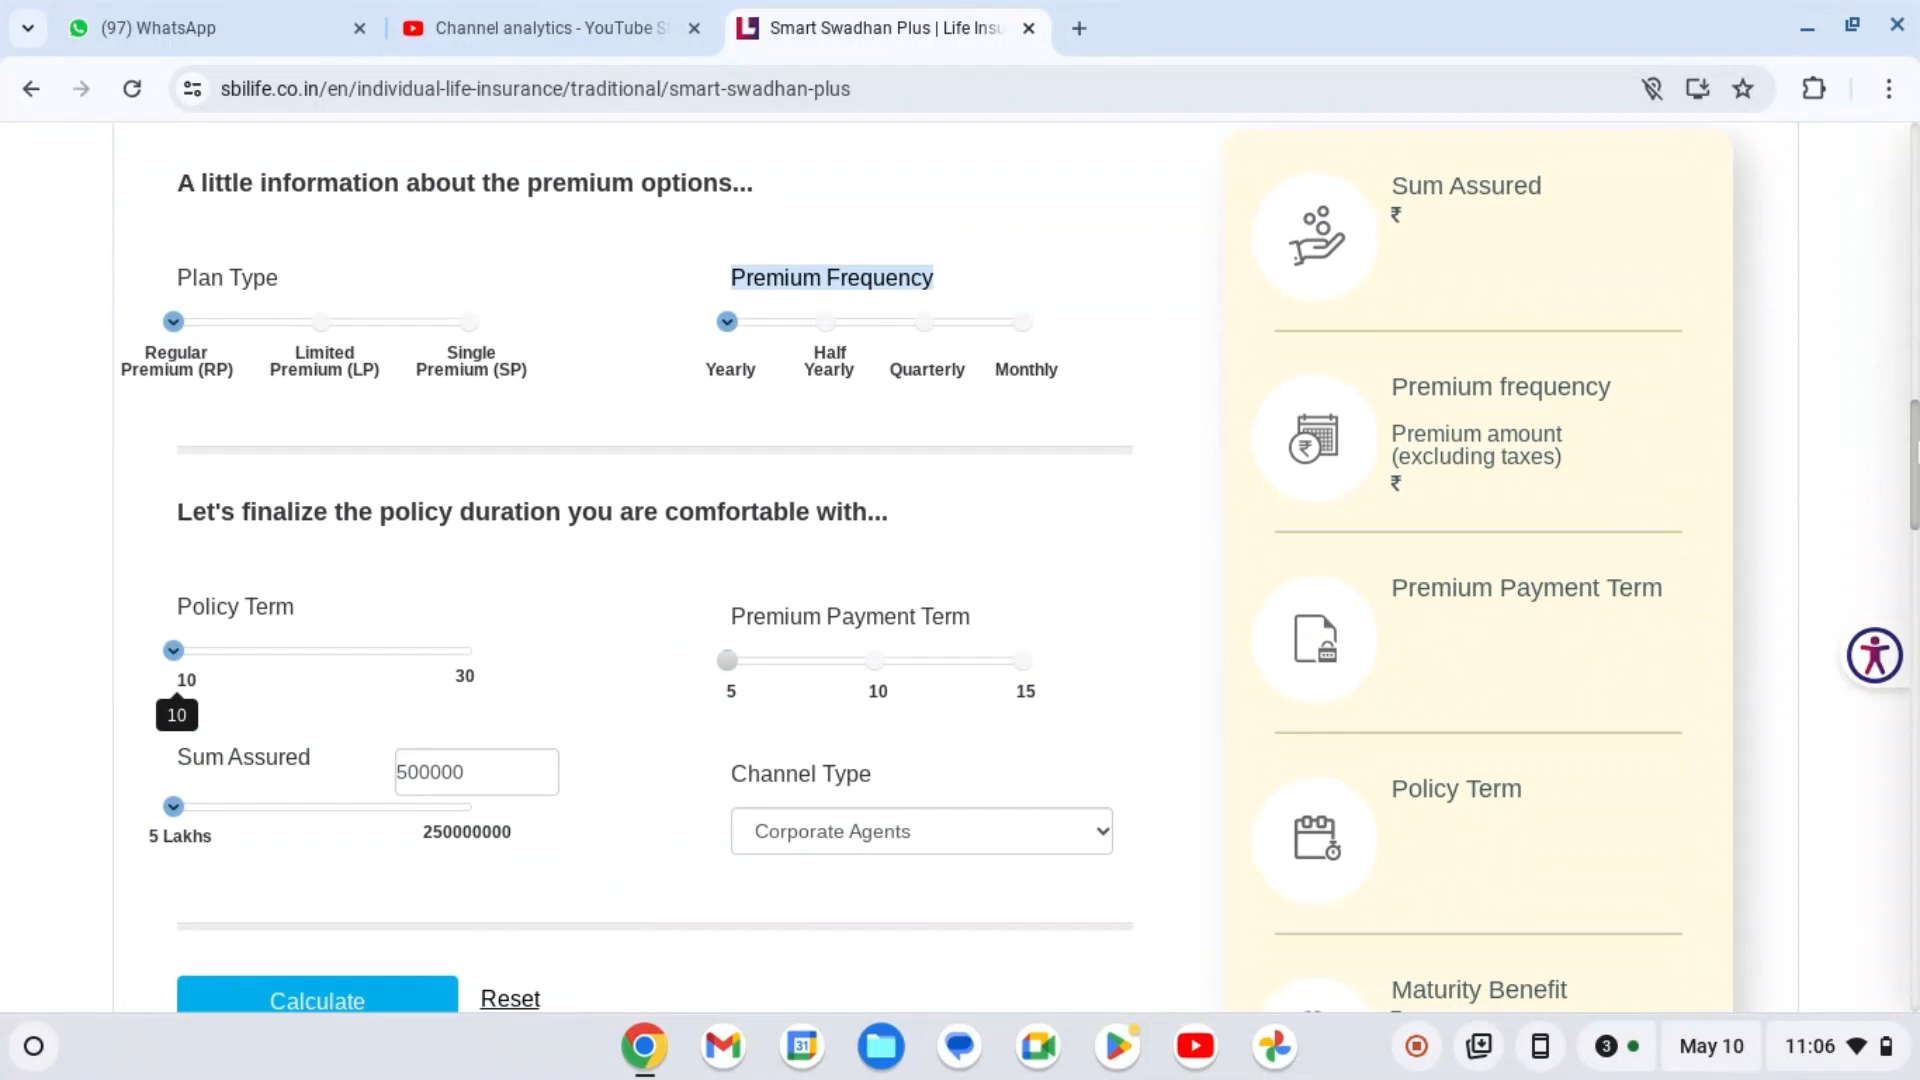 (97) WhatsApp
Channel analytics - YouTube S
Smart Swadhan Plus | Life Insu
sbilife.co.in/en/individual-life-insurance/traditional/smart-swadhan-plus
A little information about the premium options...
Plan Type
Regular Premium (RP)
Limited Premium (LP)
Single Premium (SP)
Premium Frequency
Yearly
Half Yearly
Quarterly
Monthly
Let's finalize the policy duration you are comfortable with...
Policy Term
10
30
10
Premium Payment Term
5
10
15
Sum Assured
500000
5 Lakhs
250000000
Channel Type
Corporate Agents
Calculate
Reset
Sum Assured
₹
Premium frequency
Premium amount
(excluding taxes)
₹
Premium Payment Term
Policy Term
Maturity Benefit
31
3
May 10
11:06